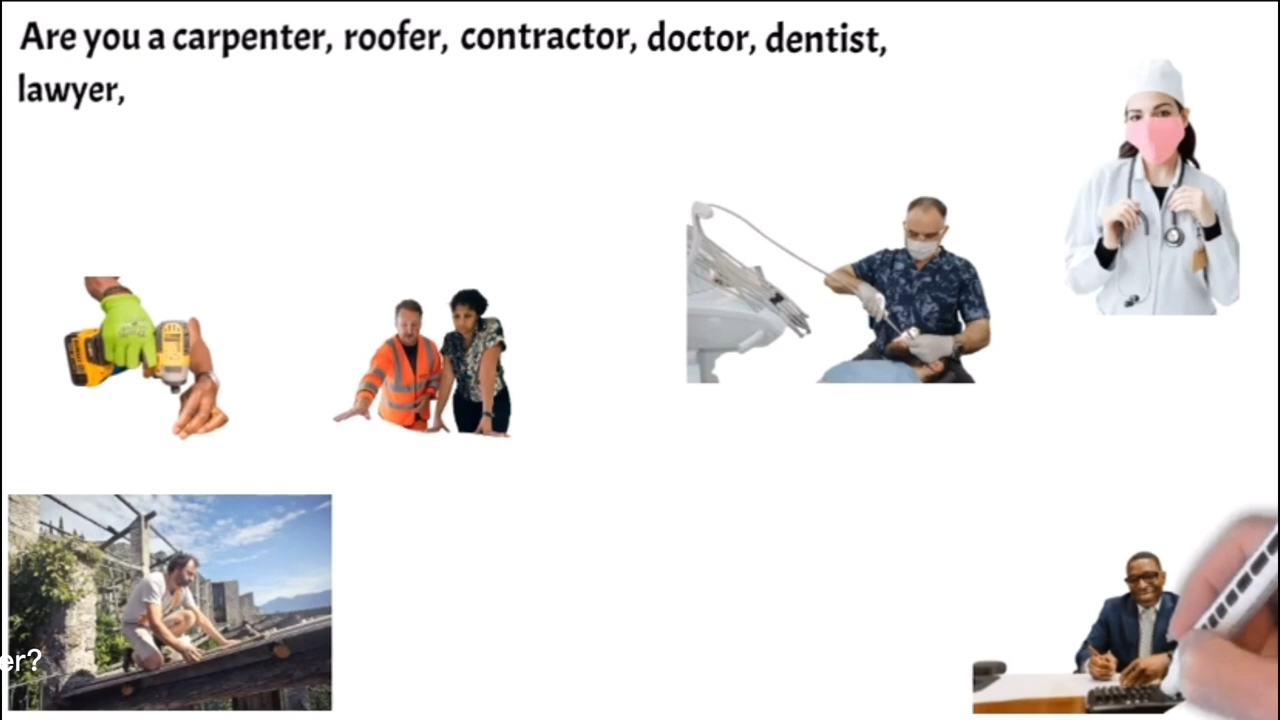 Are you a carpenter, roofer, contractor, doctor, dentist,
lawyer,
er?